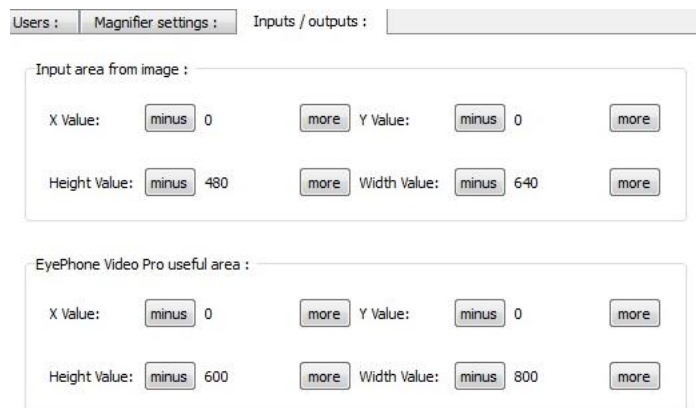 Users : Magnifier settings : Inputs / outputs :
Input area from image :
X Value: minus 0 more Y Value: minus 0 more
Height Value: minus 480 more Width Value: minus 640 more
EyePhone Video Pro useful area :
X Value: minus 0 more Y Value: minus 0 more
Height Value: minus 600 more Width Value: minus 800 more